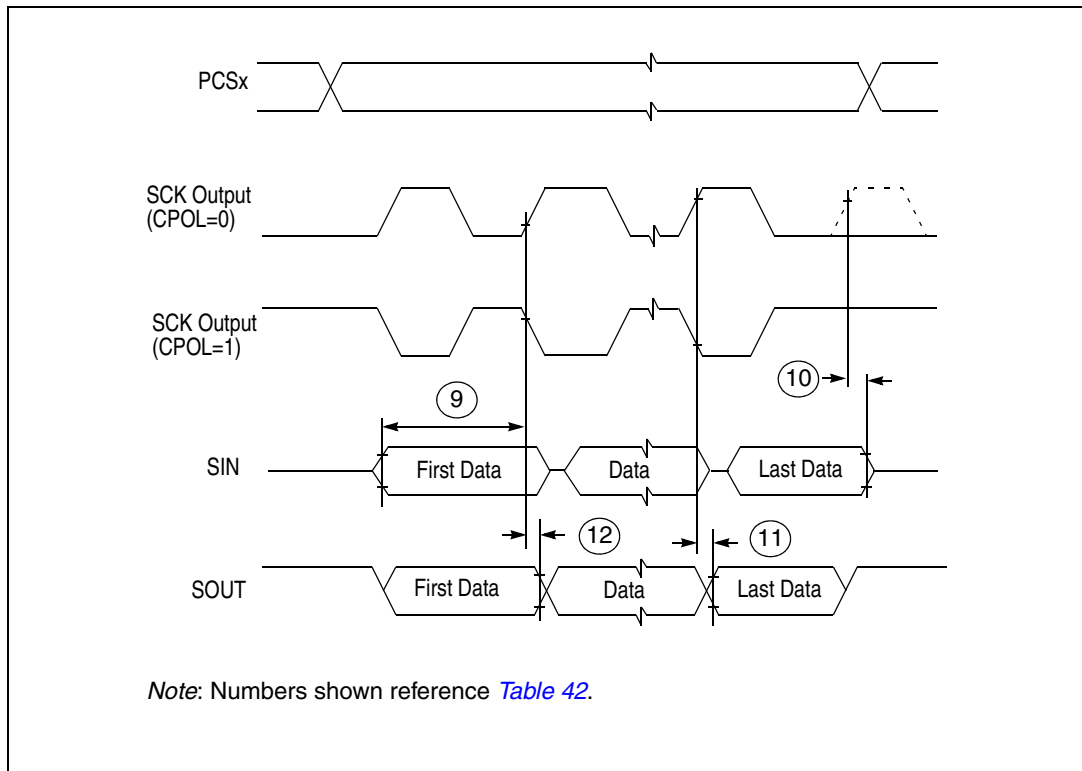 PCSx
SCK Output
(CPOL=0)
SCK Output
(CPOL=1)
10
9
SIN
First Data
Data
Last Data
12
11
SOUT
First Data
Data
Last Data
Note: Numbers shown reference Table 42.